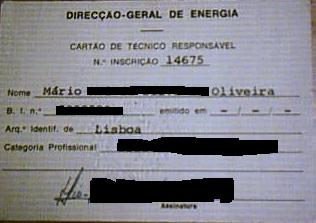 DIRECÇÃO-GERAL DE ENERGIA
CARTÃO DE TÉCNICO RESPONSÁVEL
N.º INSCRIÇÃO 14675
Nome Mário Oliveira
B. I. n.º emitido em - / - / -
Arq.º Identif. de Lisboa
Categoria Profissional
Assinatura